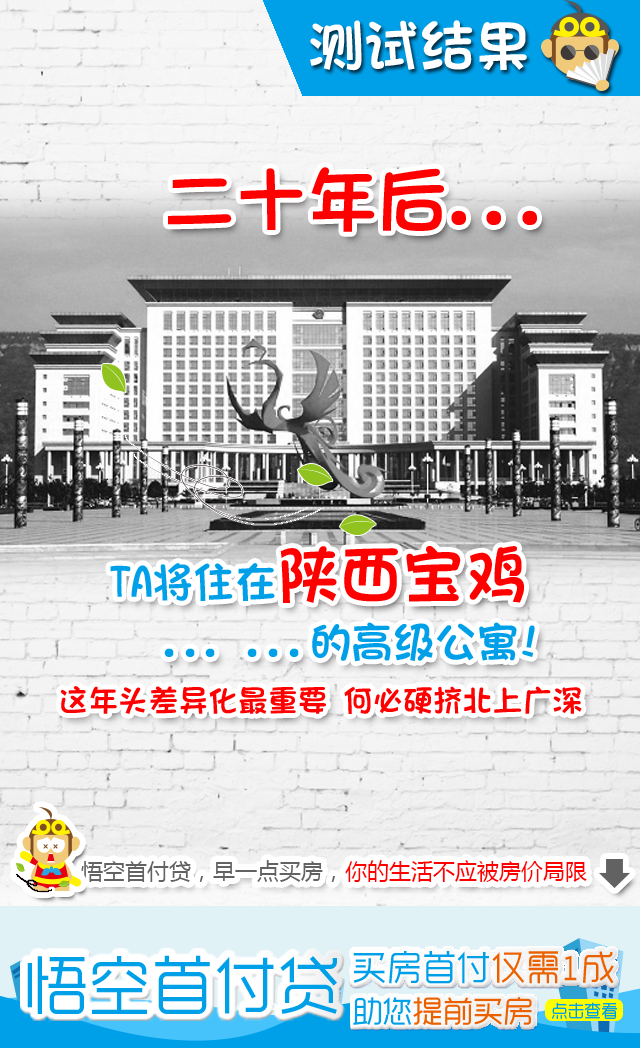 测试结果
二十年后...
TA将住在陕西宝鸡
... ...的高级公寓!
这年头差异化最重要 何必硬挤北上广深
悟空首付贷，早一点买房，你的生活不应被房价局限
悟空首付贷
买房首付仅需1成
助您提前买房
点击查看